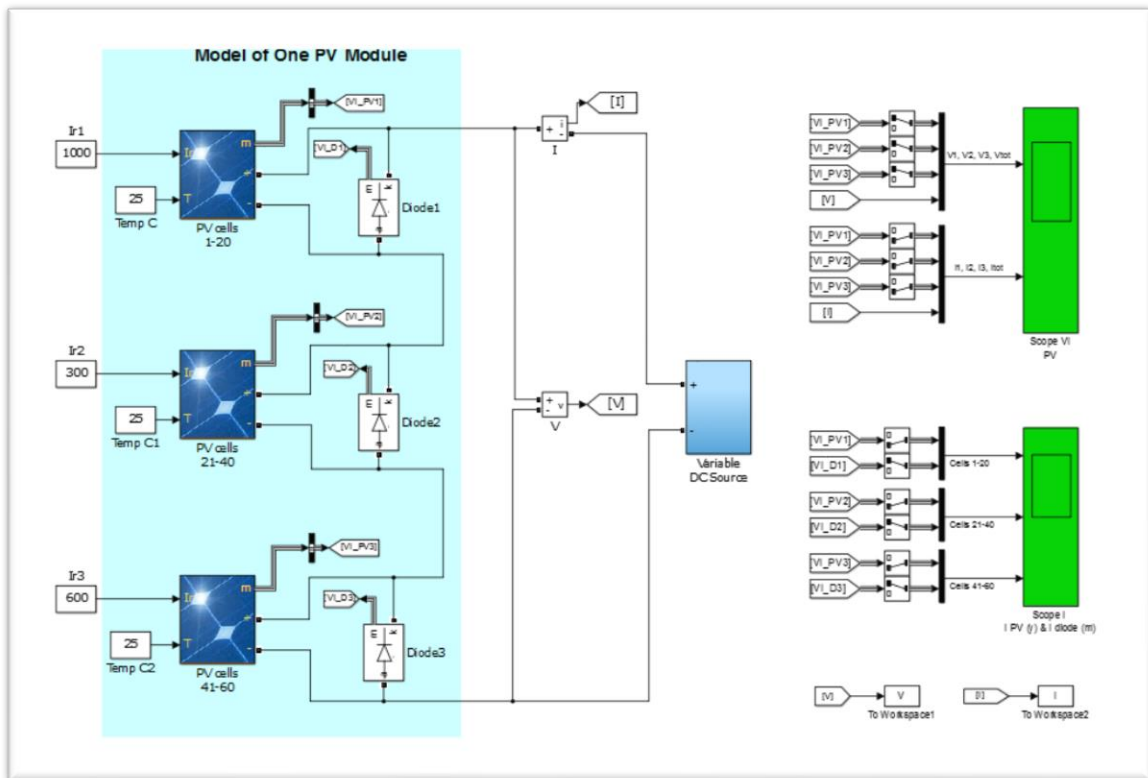 Model of One PV Module
[VI_PV1]
Ir1
1000
Ir
m
T
+
-
25
Temp C
PV cells
1-20
[VI_D1]
m
k
a
Diode1
[I]
+
i
-
I
[VI_PV2]
Ir2
300
Ir
m
T
+
-
25
Temp C1
PV cells
21-40
[VI_D2]
m
k
a
Diode2
+
-
v
V
[V]
+
-
Variable
DC Source
[VI_PV3]
Ir3
600
Ir
m
T
+
-
25
Temp C2
PV cells
41-60
[VI_D3]
m
k
a
Diode3
[VI_PV1]
[VI_PV2]
[VI_PV3]
[V]
V1, V2, V3, Vtot
[VI_PV1]
[VI_PV2]
[VI_PV3]
[I]
I1, I2, I3, Itot
Scope VI
PV
[VI_PV1]
[VI_D1]
Cells 1-20
[VI_PV2]
[VI_D2]
Cells 21-40
[VI_PV3]
[VI_D3]
Cells 41-60
Scope I
I PV (y) & I diode (m)
[V]
V
To Workspace1
[I]
I
To Workspace2